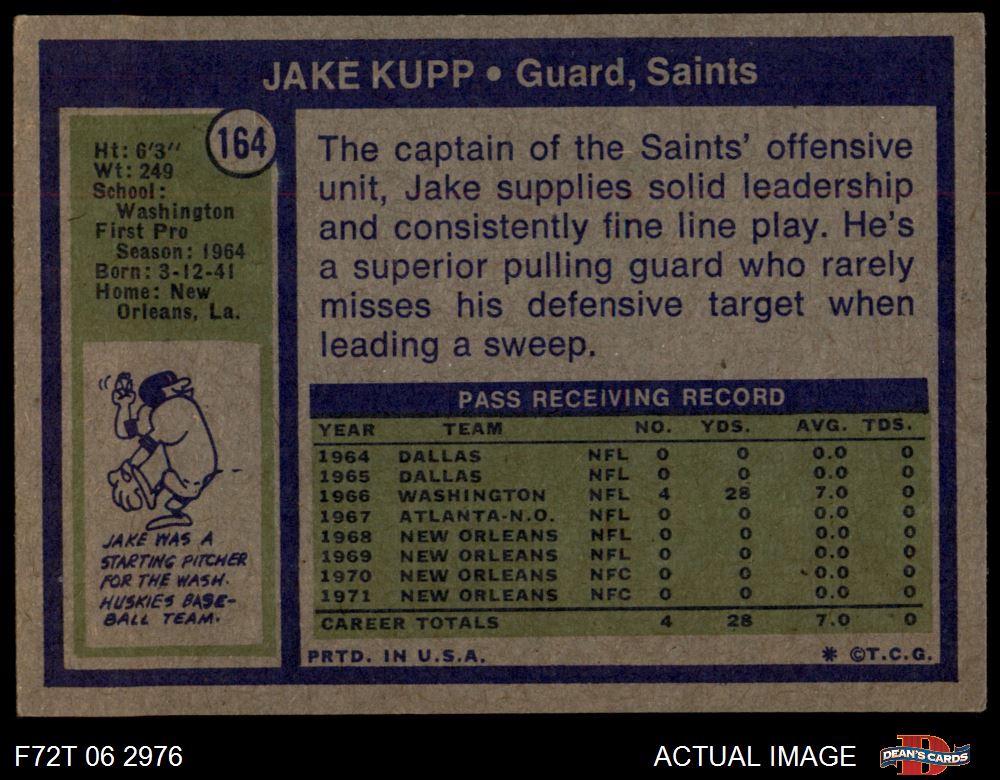 JAKE KUPP • Guard, Saints
164
Ht: 6'3"
Wt: 249
School:
Washington
First Pro
Season: 1964
Born: 3-12-41
Home: New
Orleans, La.
JAKE WAS A
STARTING PITCHER
FOR THE WASH.
HUSKIES BASE-
BALL TEAM.
The captain of the Saints' offensive
unit, Jake supplies solid leadership
and consistently fine line play. He's
a superior pulling guard who rarely
misses his defensive target when
leading a sweep.
PASS RECEIVING RECORD
YEAR TEAM NO. YDS. AVG. TDS.
1964 DALLAS NFL 0 0 0.0 0
1965 DALLAS NFL 0 0 0.0 0
1966 WASHINGTON NFL 4 28 7.0 0
1967 ATLANTA-N.O. NFL 0 0 0.0 0
1968 NEW ORLEANS NFL 0 0 0.0 0
1969 NEW ORLEANS NFL 0 0 0.0 0
1970 NEW ORLEANS NFC 0 0 0.0 0
1971 NEW ORLEANS NFC 0 0 0.0 0
CAREER TOTALS 4 28 7.0 0
PRTD. IN U.S.A. * ©T.C.G.
F72T 06 2976 ACTUAL IMAGE DEAN'S CARDS